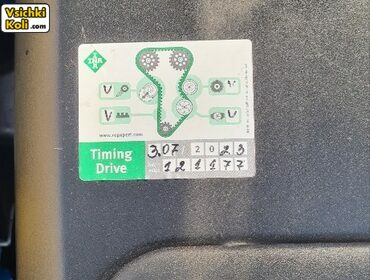 Vsichki
Koli.com
INA
www.repxpert.com
Timing
Drive
3.07 2023
121177